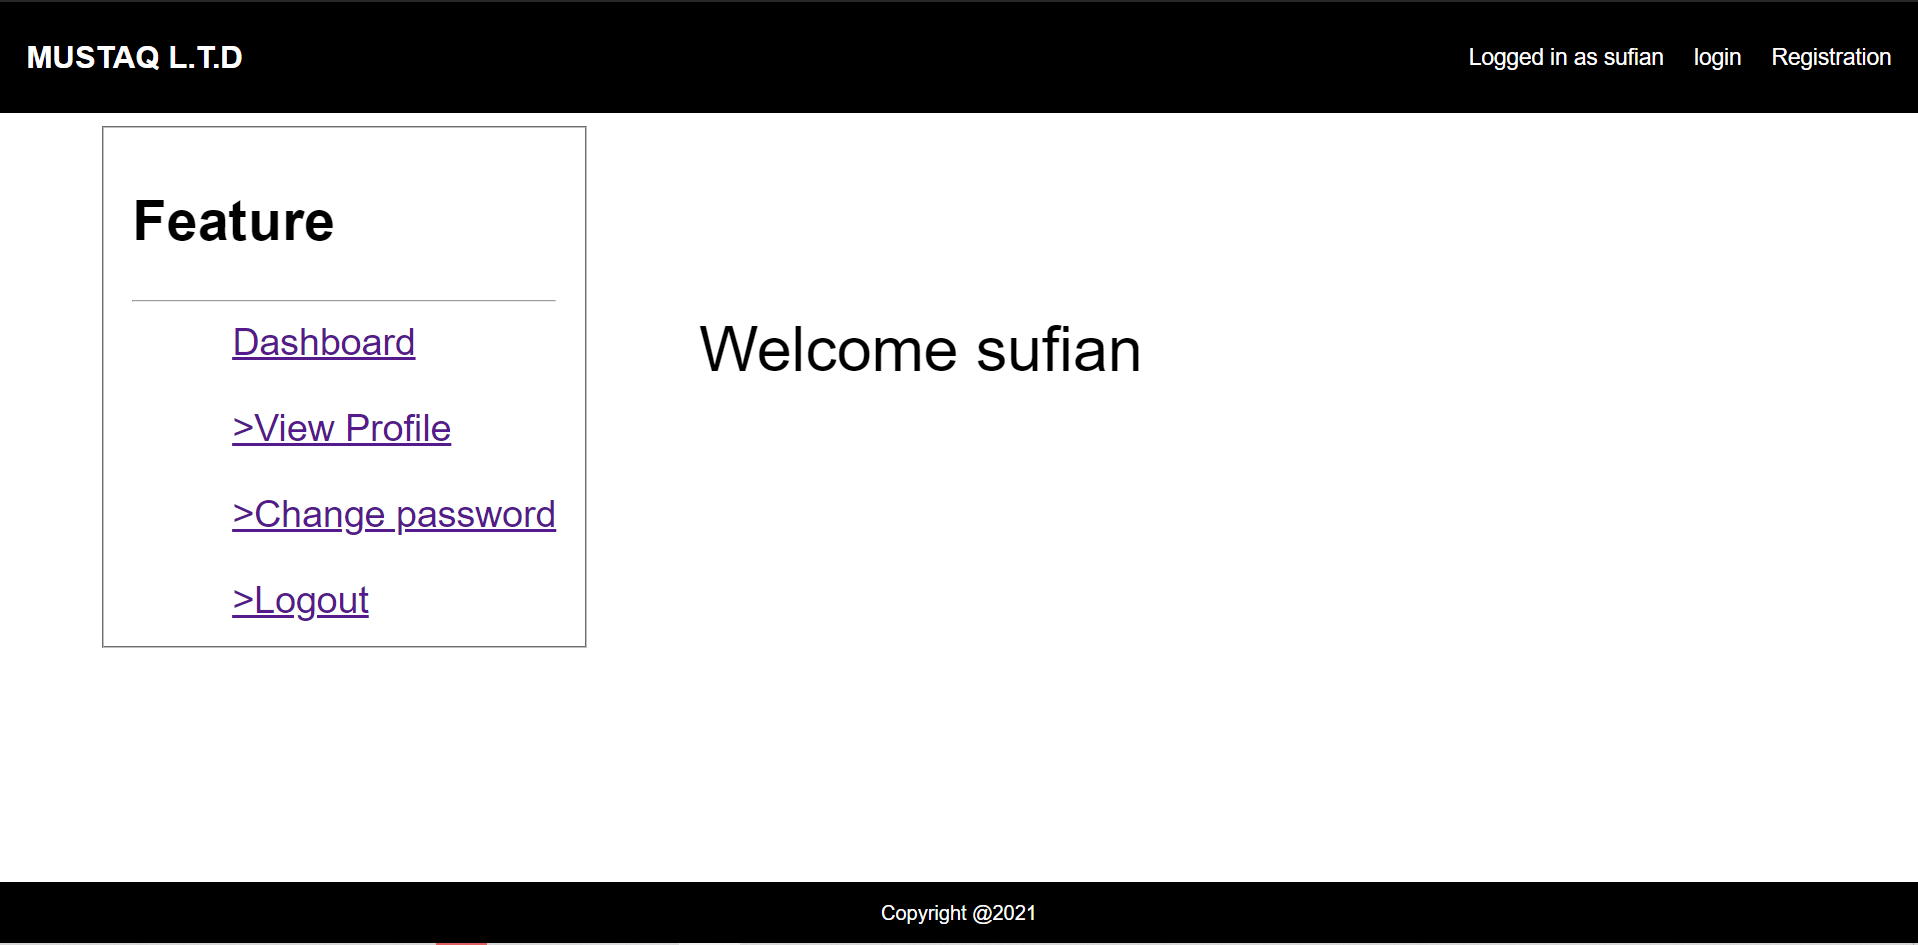 MUSTAQ L.T.D
Logged in as sufian login Registration
Feature
Dashboard
>View Profile
>Change password
>Logout
Welcome sufian
Copyright @2021